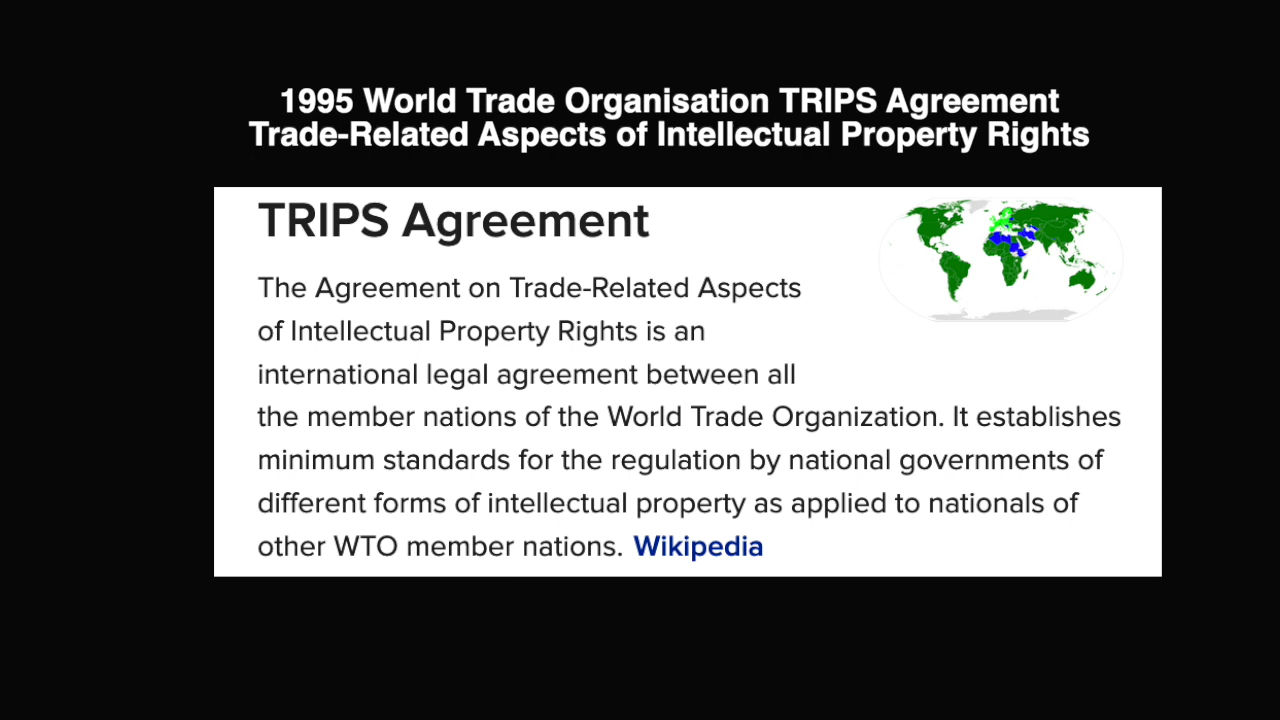 1995 World Trade Organisation TRIPS Agreement
Trade-Related Aspects of Intellectual Property Rights
TRIPS Agreement
The Agreement on Trade-Related Aspects
of Intellectual Property Rights is an
international legal agreement between all
the member nations of the World Trade Organization. It establishes
minimum standards for the regulation by national governments of
different forms of intellectual property as applied to nationals of
other WTO member nations. Wikipedia